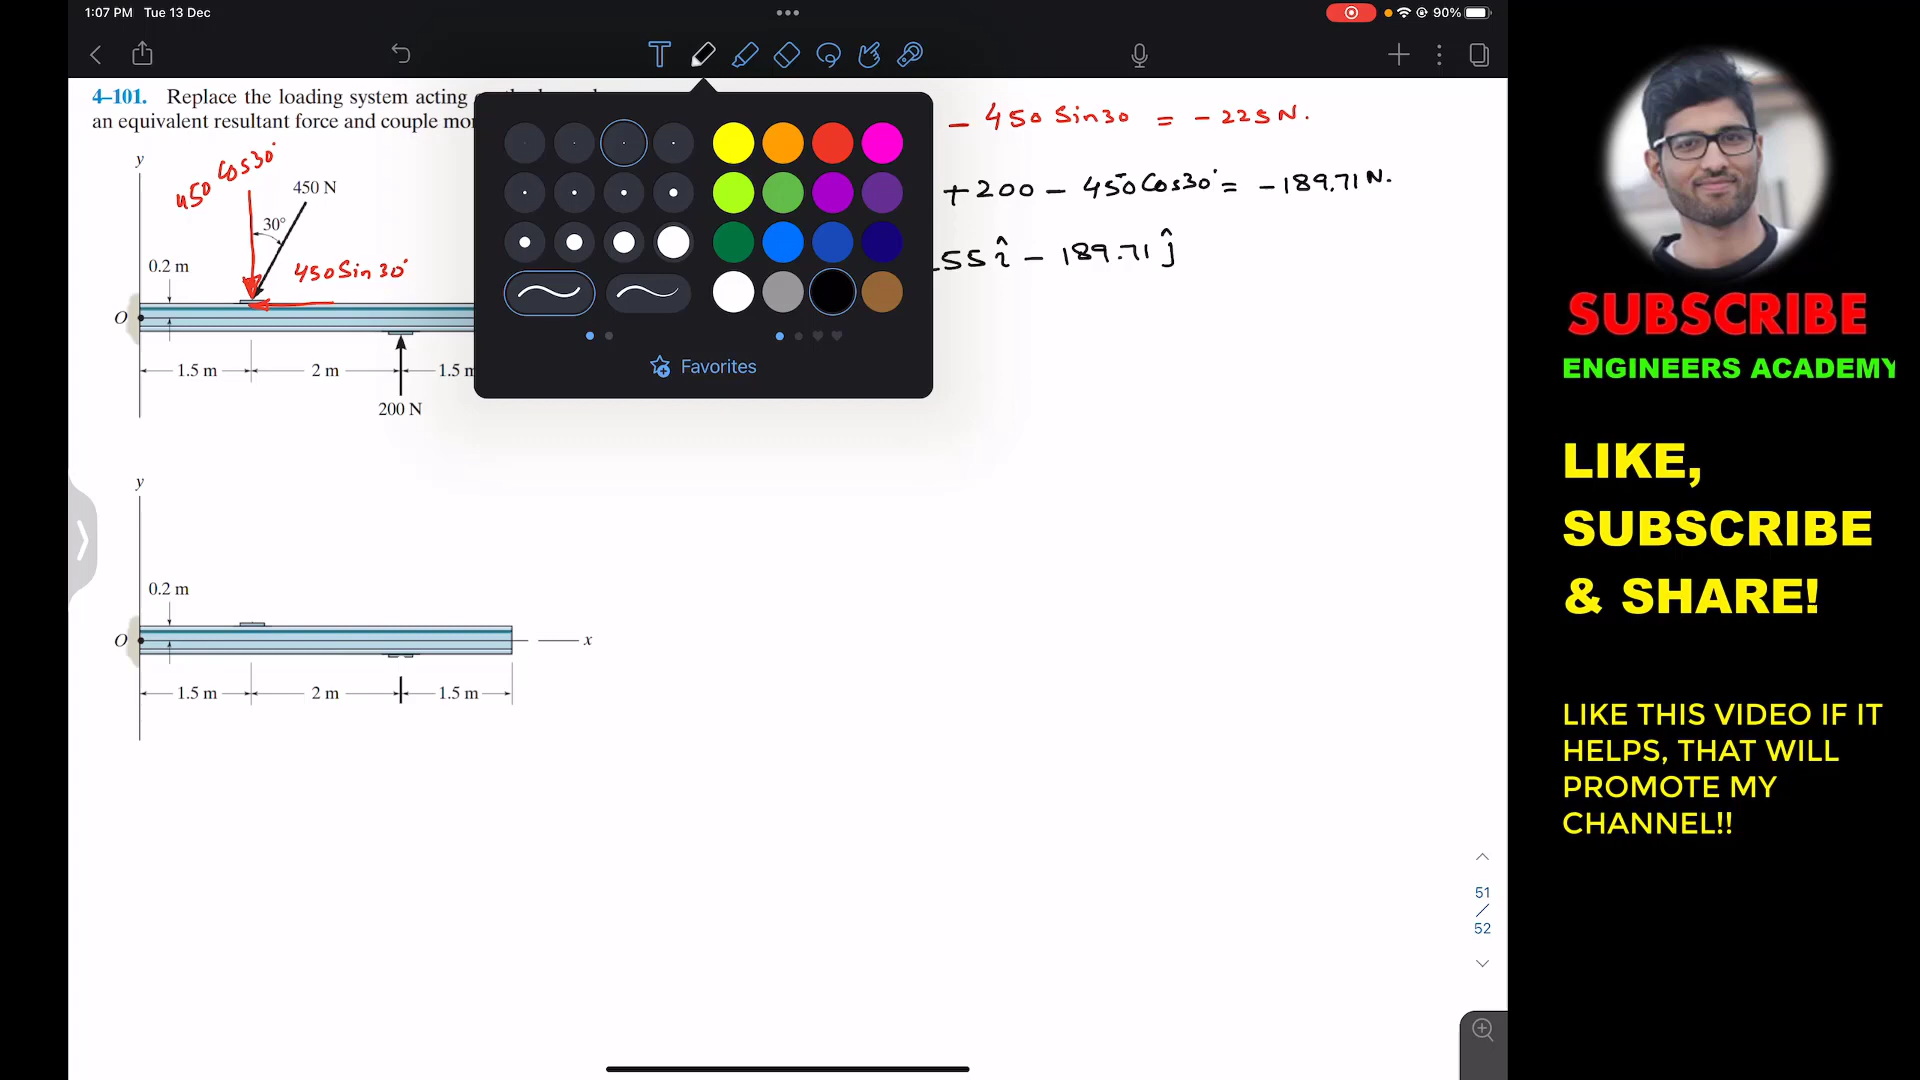 1:07 PM Tue 13 Dec
90%
4–101. Replace the loading system acting
an equivalent resultant force and couple mo
y
450 Cos30°
450 N
30°
0.2 m
450 Sin 30°
O
1.5 m
2 m
1.5 m
200 N
- 450 Sin30 = - 225 N.
+200 - 450 Cos30° = - 189.71 N.
55 î - 189.71 ĵ
Favorites
y
0.2 m
O
x
1.5 m
2 m
1.5 m
51
/
52
SUBSCRIBE
ENGINEERS ACADEMY
LIKE,
SUBSCRIBE
& SHARE!
LIKE THIS VIDEO IF IT
HELPS, THAT WILL
PROMOTE MY
CHANNEL!!